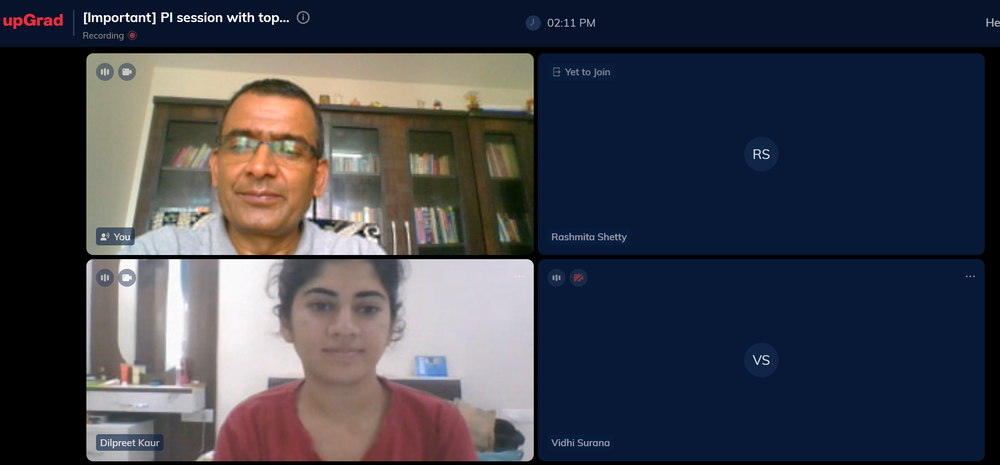 upGrad
[Important] PI session with top...
Recording
02:11 PM
He
Yet to Join
RS
You
Rashmita Shetty
VS
Dilpreet Kaur
Vidhi Surana